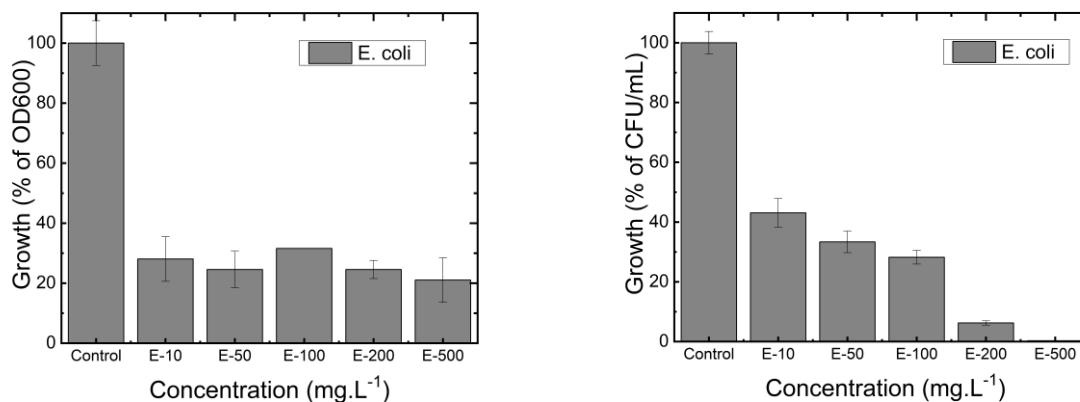 Growth (% of OD600)
100
80
60
40
20
0
E. coli
Control E-10 E-50 E-100 E-200 E-500
Concentration (mg.L⁻¹)
Growth (% of CFU/mL)
100
80
60
40
20
0
E. coli
Control E-10 E-50 E-100 E-200 E-500
Concentration (mg.L⁻¹)